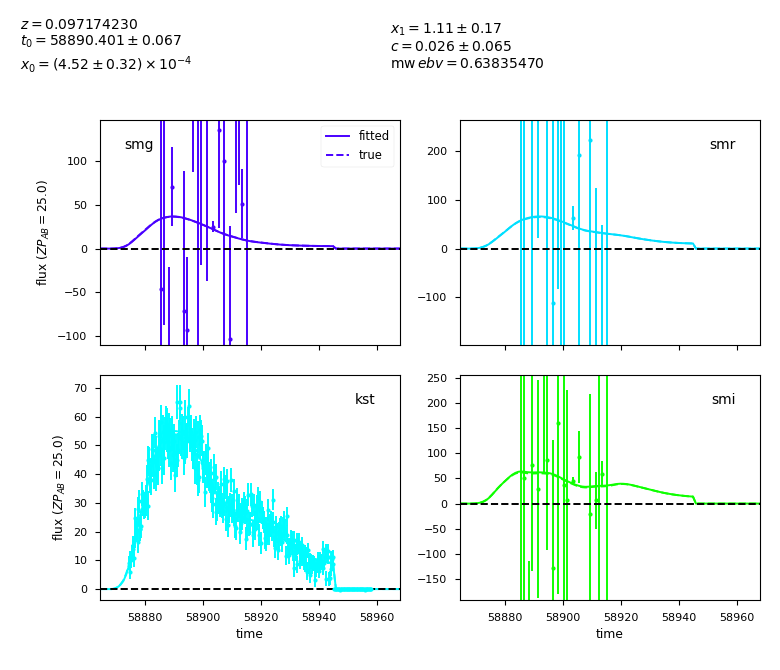 z = 0.097174230
t₀ = 58890.401 ± 0.067
x₀ = (4.52 ± 0.32) × 10⁻⁴
x₁ = 1.11 ± 0.17
c = 0.026 ± 0.065
mw ebv = 0.63835470
smg
fitted
true
100
50
0
−50
−100
flux (ZP_AB = 25.0)
smr
200
100
0
−100
kst
70
60
50
40
30
20
10
0
flux (ZP_AB = 25.0)
58880 58900 58920 58940 58960
time
smi
250
200
150
100
50
0
−50
−100
−150
58880 58900 58920 58940 58960
time